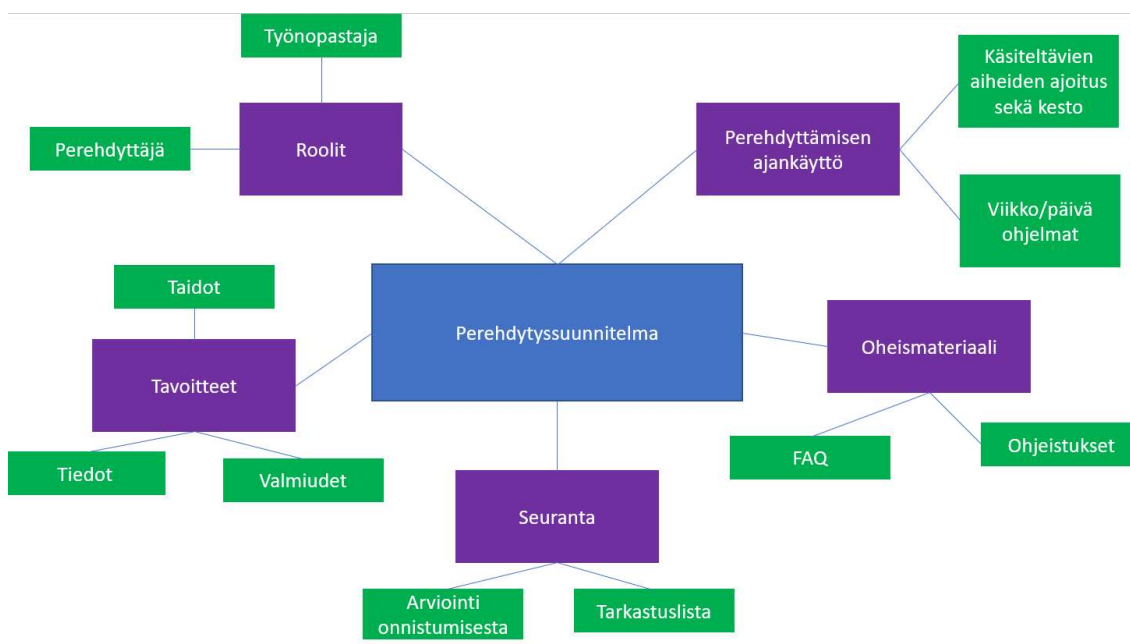 Työnopastaja
Perehdyttäjä
Roolit
Käsiteltävien
aiheiden ajoitus
sekä kesto
Perehdyttämisen
ajankäyttö
Viikko/päivä
ohjelmat
Taidot
Tavoitteet
Tiedot
Valmiudet
Perehdytyssuunnitelma
Oheismateriaali
FAQ
Ohjeistukset
Seuranta
Arviointi
onnistumisesta
Tarkastuslista